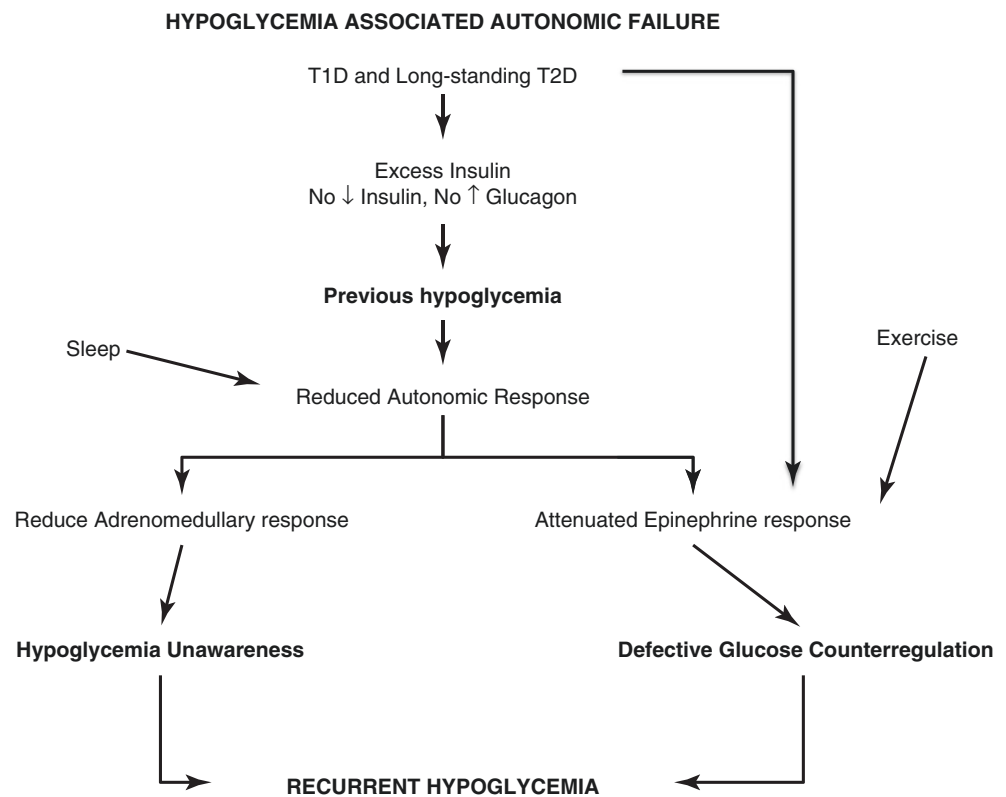 HYPOGLYCEMIA ASSOCIATED AUTONOMIC FAILURE
T1D and Long-standing T2D
Excess Insulin
No ↓ Insulin, No ↑ Glucagon
Previous hypoglycemia
Sleep
Exercise
Reduced Autonomic Response
Reduce Adrenomedullary response
Attenuated Epinephrine response
Hypoglycemia Unawareness
Defective Glucose Counterregulation
RECURRENT HYPOGLYCEMIA